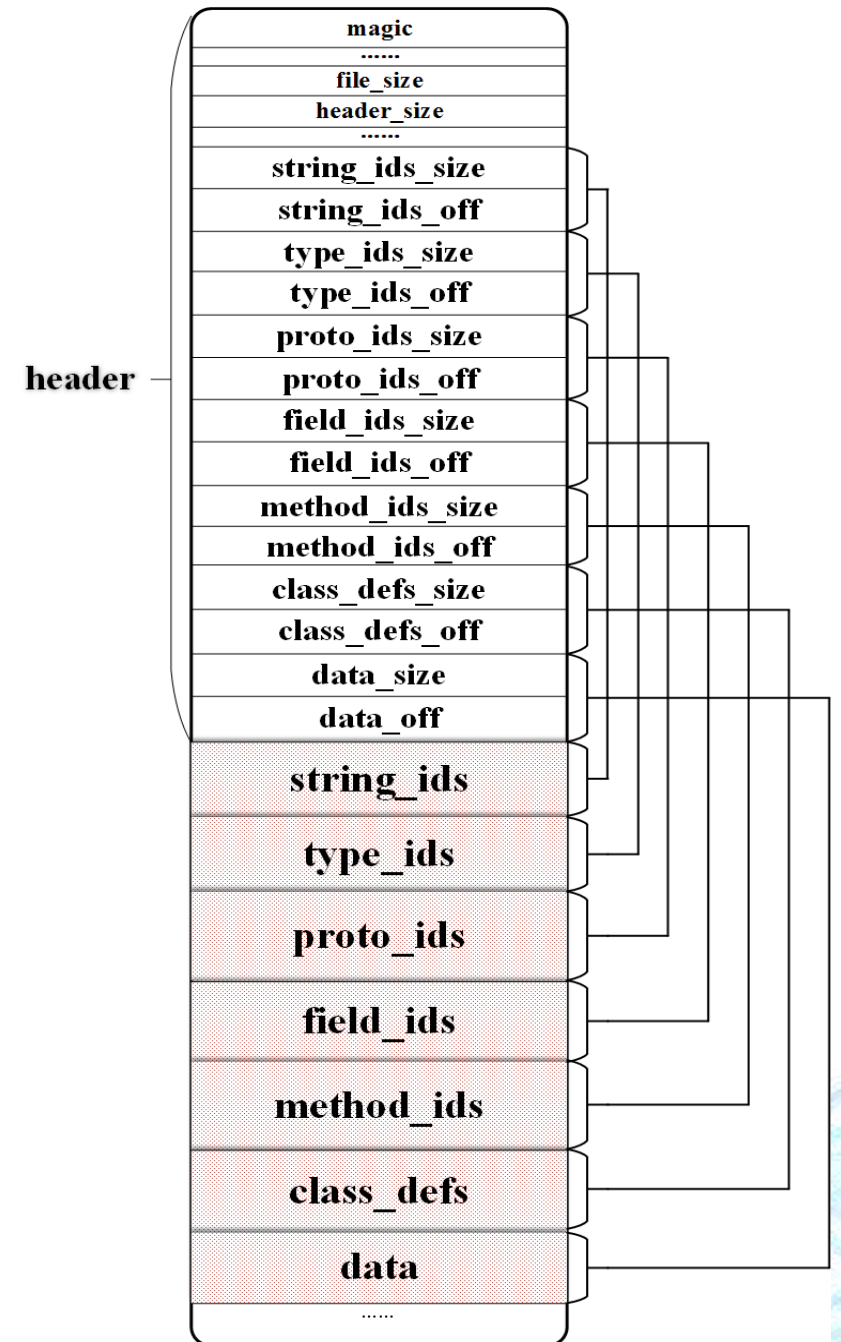 magic
......
file_size
header_size
......
string_ids_size
string_ids_off
type_ids_size
type_ids_off
proto_ids_size
header
proto_ids_off
field_ids_size
field_ids_off
method_ids_size
method_ids_off
class_defs_size
class_defs_off
data_size
data_off
string_ids
type_ids
proto_ids
field_ids
method_ids
class_defs
data
......